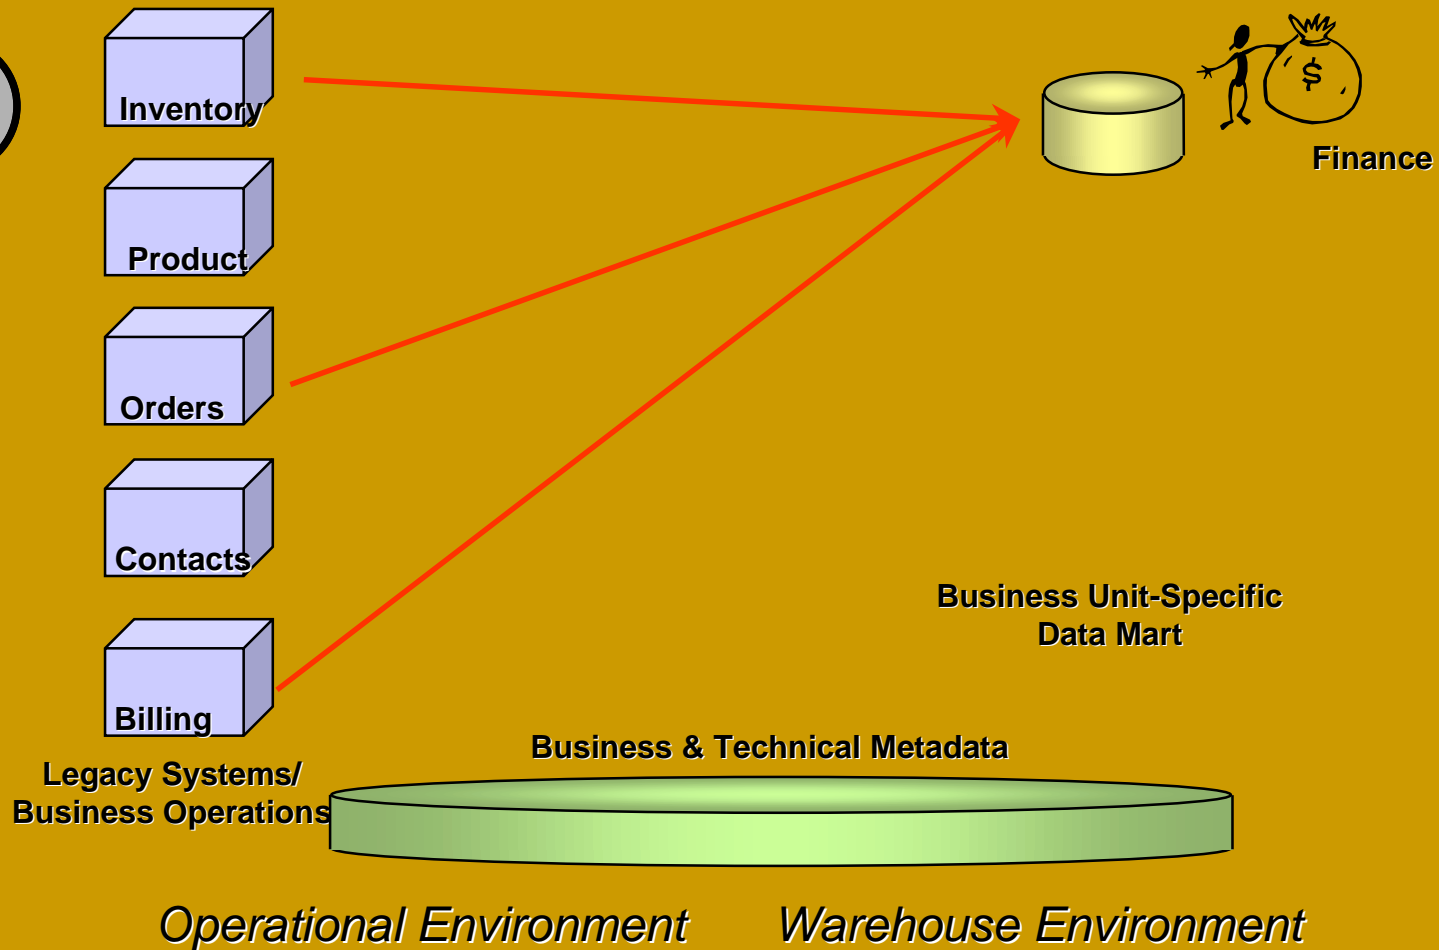 Inventory
$
Finance
Product
Orders
Contacts
Business Unit-Specific
Data Mart
Billing
Business & Technical Metadata
Legacy Systems/
Business Operations
Operational Environment
Warehouse Environment